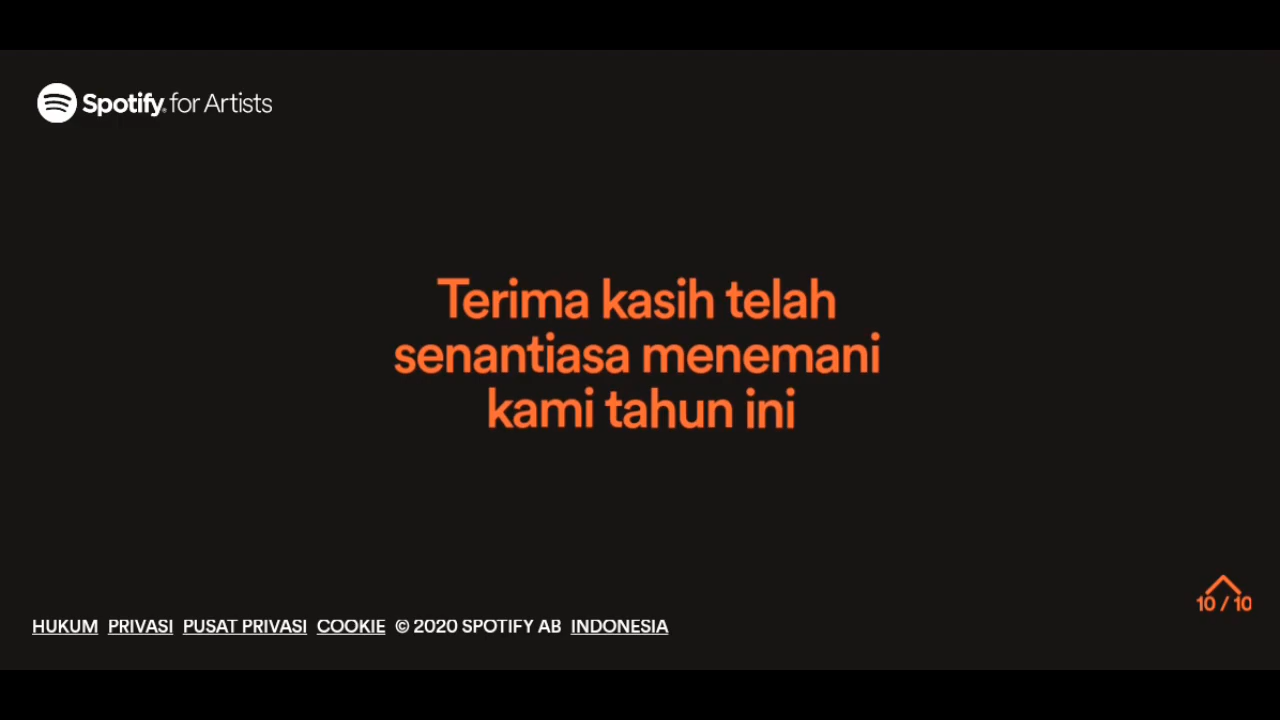 Spotify® for Artists
Terima kasih telah
senantiasa menemani
kami tahun ini
10 / 10
HUKUM PRIVASI PUSAT PRIVASI COOKIE © 2020 SPOTIFY AB INDONESIA